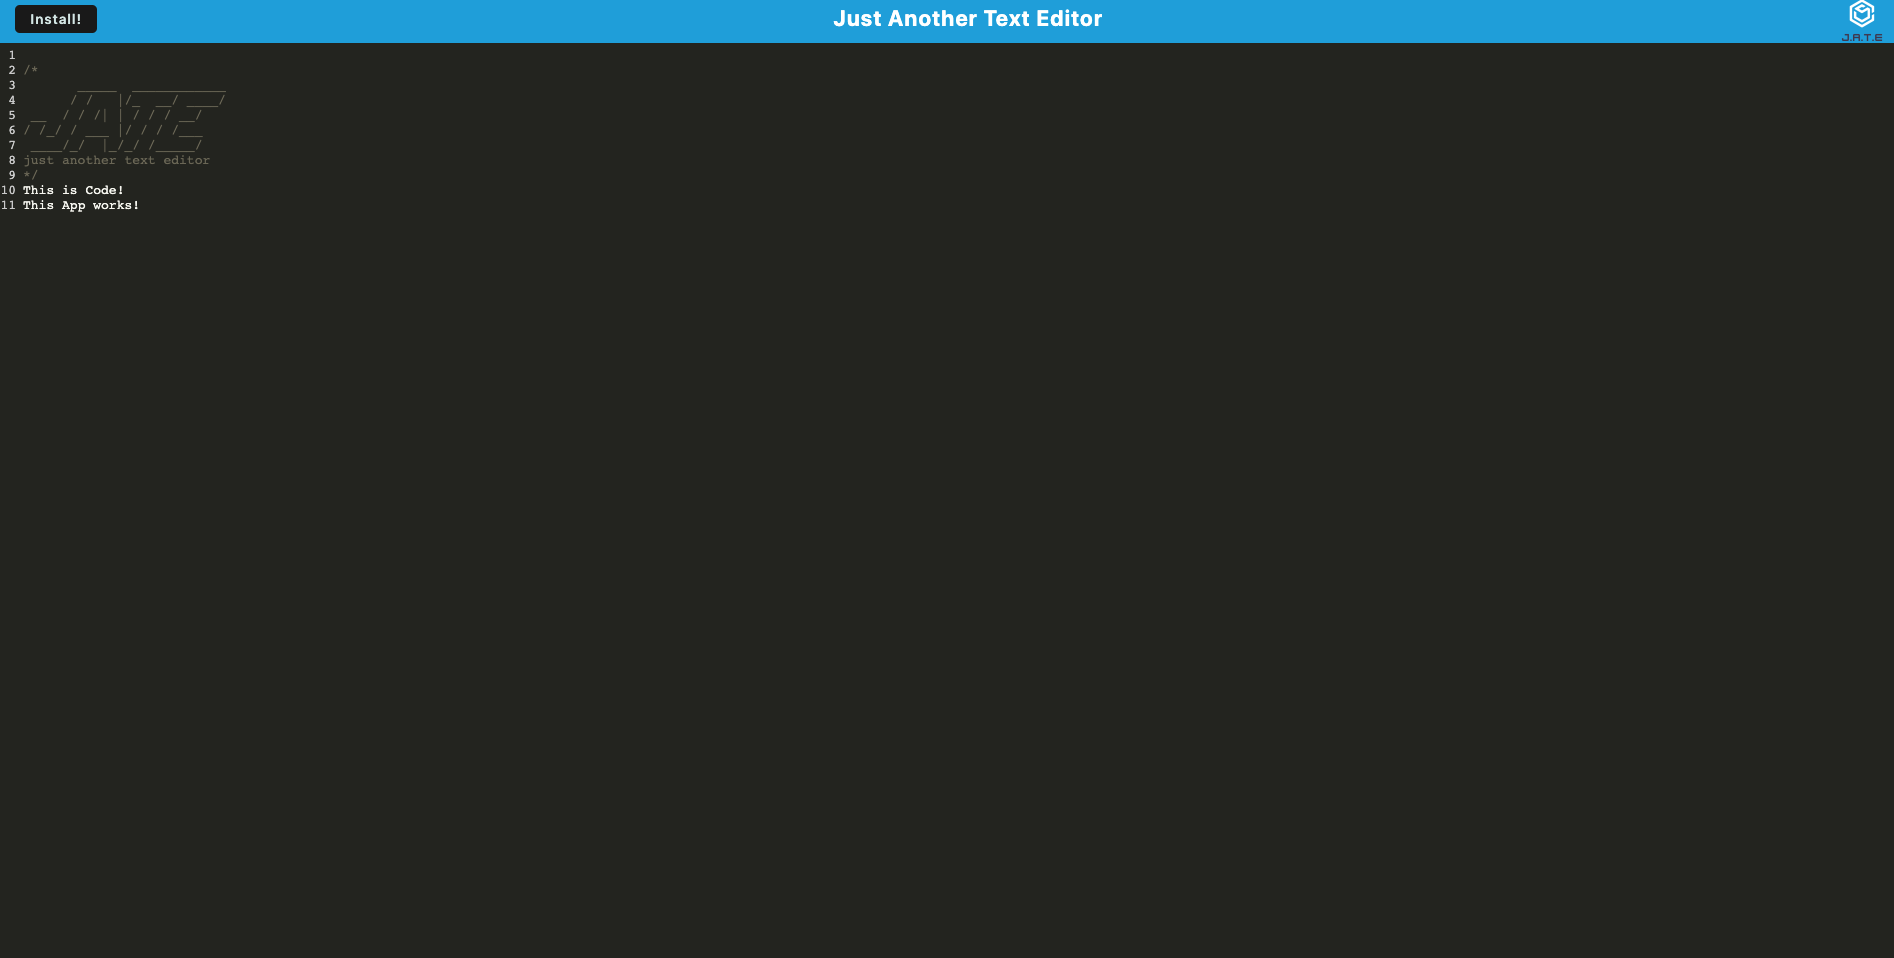 Install!
Just Another Text Editor
J.A.T.E
1
2 /*
3        _____  ____________
4       / /   |/_  __/ ____/
5  __  / / /| | / / / __/
6 / /_/ / ___ |/ / / /___
7  ____/_/  |_/_/ /_____/
8 just another text editor
9 */
10 This is Code!
11 This App works!